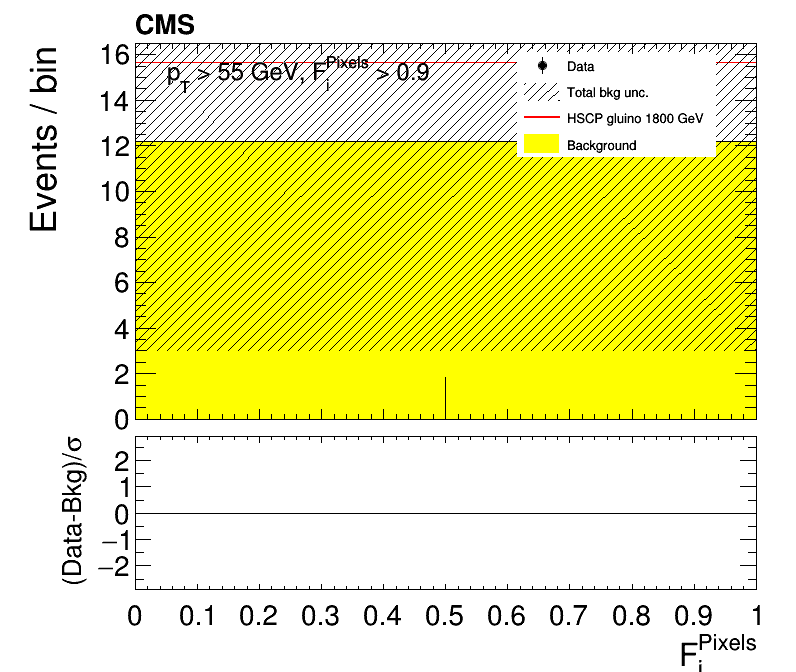 CMS
Events / bin
16
14
12
10
8
6
4
2
0
p_T > 55 GeV, F_i^Pixels > 0.9
Data
Total bkg unc.
HSCP gluino 1800 GeV
Background
(Data-Bkg)/σ
2
1
0
−1
−2
0 0.1 0.2 0.3 0.4 0.5 0.6 0.7 0.8 0.9 1
F_i^Pixels